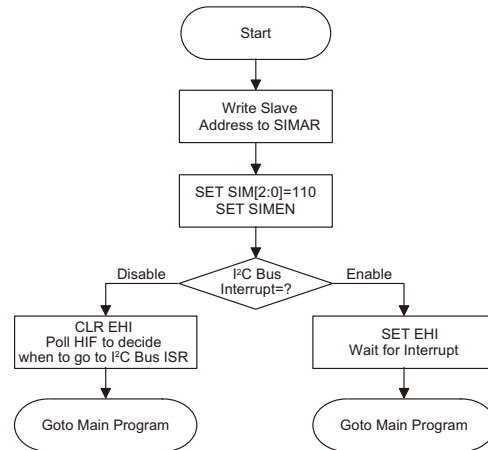 Start
Write Slave
Address to SIMAR
SET SIM[2:0]=110
SET SIMEN
I²C Bus
Interrupt=?
Disable
Enable
CLR EHI
Poll HIF to decide
when to go to I²C Bus ISR
SET EHI
Wait for Interrupt
Goto Main Program
Goto Main Program